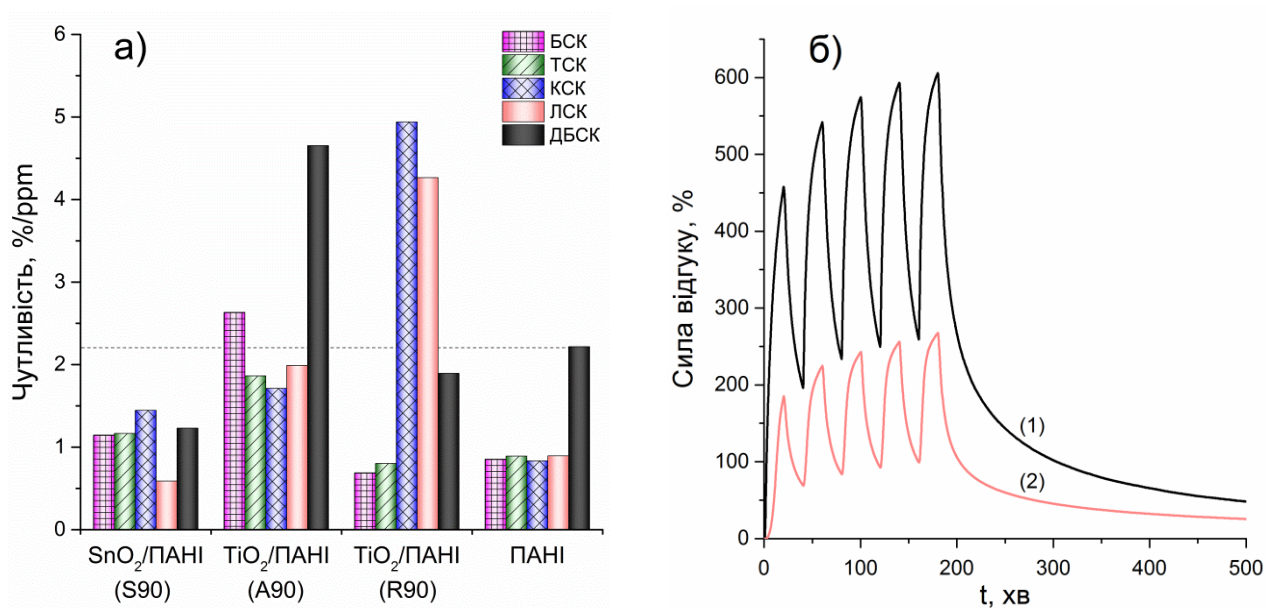 а)
Чутливість, %/ppm
6
5
4
3
2
1
0
БСК
ТСК
КСК
ЛСК
ДБСК
SnO2/ПАНІ
(S90)
TiO2/ПАНІ
(A90)
TiO2/ПАНІ
(R90)
ПАНІ
б)
Сила відгуку, %
600
500
400
300
200
100
0
(1)
(2)
0 100 200 300 400 500
t, хв